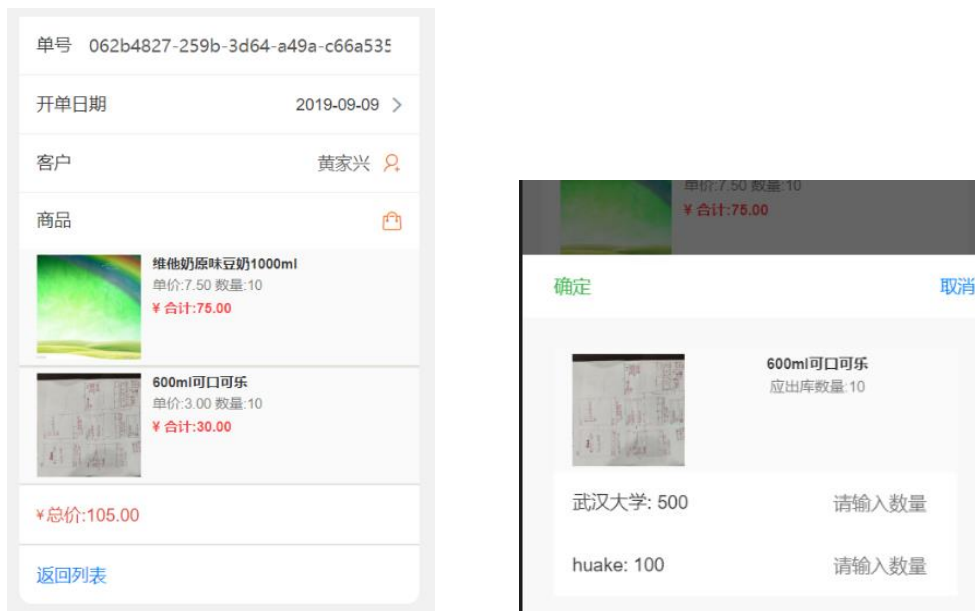 单号 062b4827-259b-3d64-a49a-c66a535
开单日期 2019-09-09
客户 黄家兴
商品
维他奶原味豆奶1000ml
单价:7.50 数量:10
¥ 合计:75.00
600ml可口可乐
单价:3.00 数量:10
¥ 合计:30.00
¥总价:105.00
返回列表
单价:7.50 数量:10
¥ 合计:75.00
确定 取消
600ml可口可乐
应出库数量:10
武汉大学: 500 请输入数量
huake: 100 请输入数量